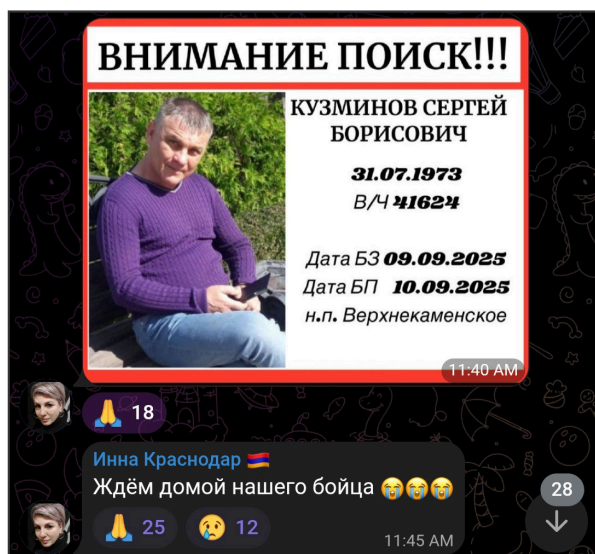 ВНИМАНИЕ ПОИСК!!!
КУЗМИНОВ СЕРГЕЙ
БОРИСОВИЧ
31.07.1973
В/Ч 41624
Дата БЗ 09.09.2025
Дата БП 10.09.2025
н.п. Верхнекаменское
11:40 AM
🙏 18
Инна Краснодар 🇦🇲
Ждём домой нашего бойца 😭😭😭
🙏 25 😢 12
11:45 AM
28